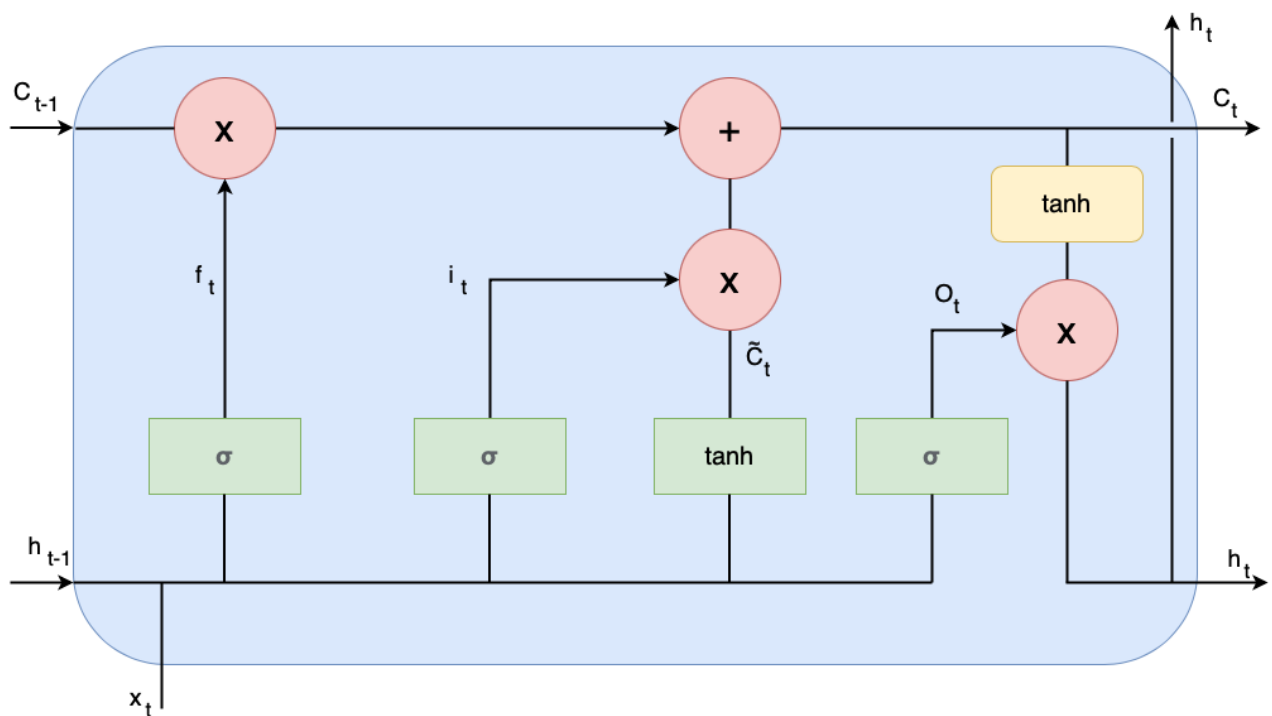 h t
C t-1
C t
X
+
tanh
f t
i t
X
O t
X
C̃ t
σ
σ
tanh
σ
h t-1
h t
x t